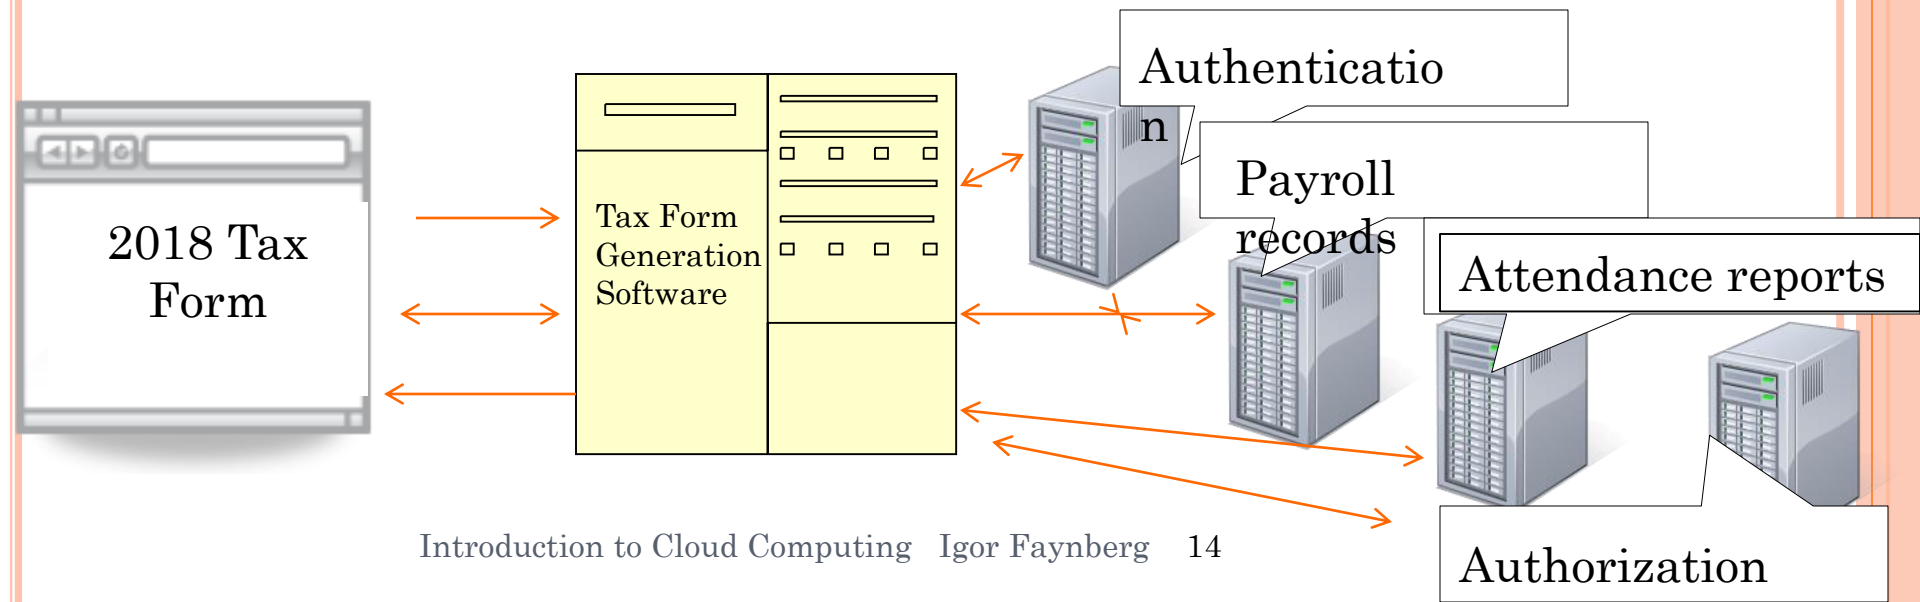 2018 Tax
Form
Tax Form
Generation
Software
Authenticatio
n
Payroll
records
Attendance reports
Authorization
Introduction to Cloud Computing Igor Faynberg 14